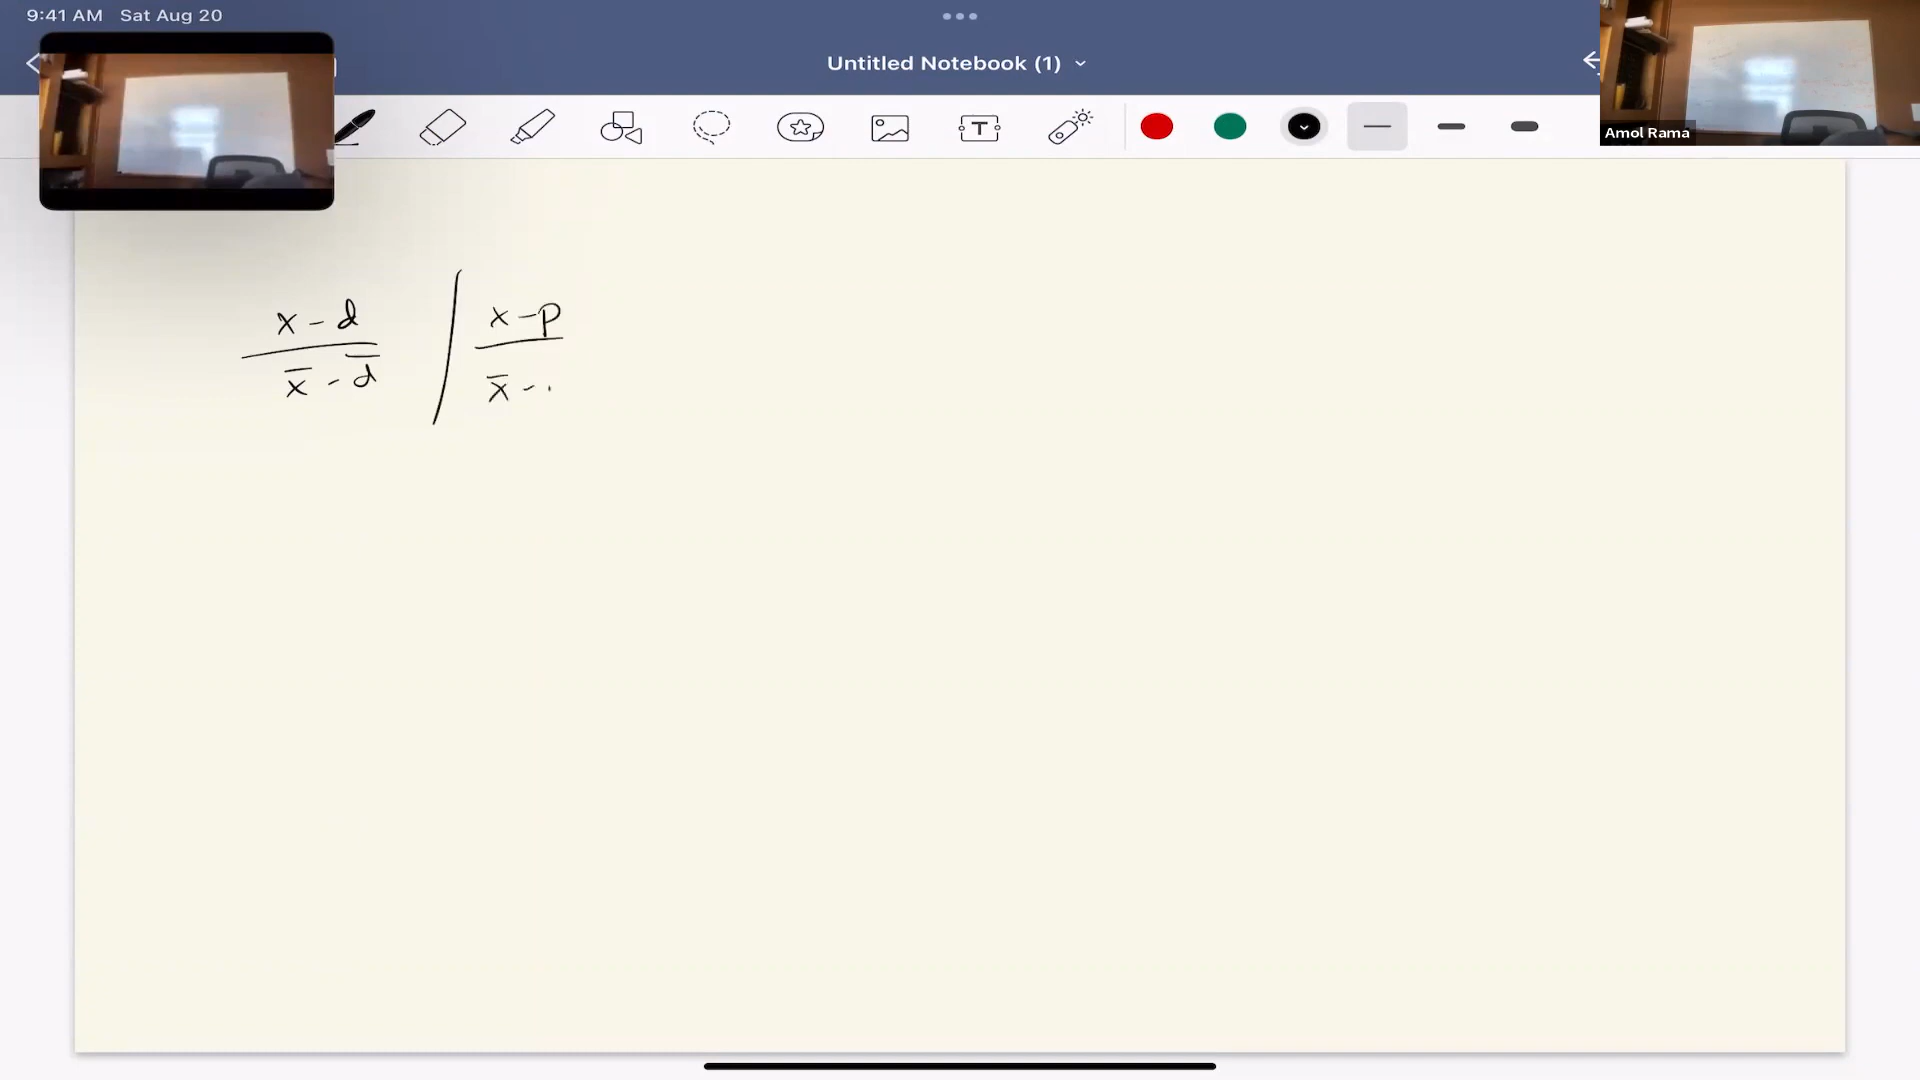 9:41 AM Sat Aug 20
Untitled Notebook (1)
T
Amol Rama
x - d / x - p
x̄ - d̄ / x̄ -